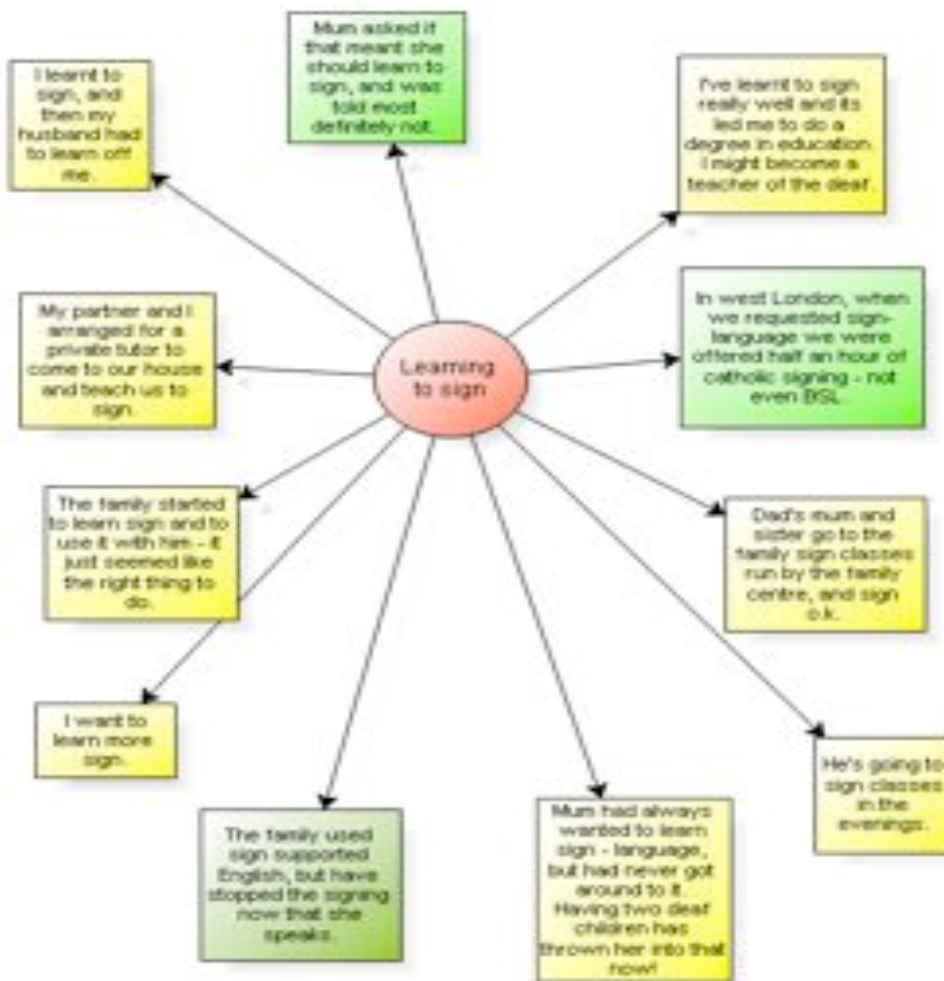 Mum asked if
that meant she
should learn to
sign, and was
told most
definitely not.
I learnt to
sign, and
then my
husband had
to learn off
me.
I've learnt to sign
really well and its
led me to do a
degree in education.
I might become a
teacher of the deaf.
My partner and I
arranged for a
private tutor to
come to our house
and teach us to
sign.
Learning
to sign
In west London, when
we requested sign-
language we were
offered half an hour of
catholic signing - not
even BSL.
The family started
to learn sign and to
use it with him - it
just seemed like
the right thing to
do.
Dad's mum and
sister go to the
family sign classes
run by the family
centre, and sign
o.k.
I want to
learn more
sign.
He's going to
sign classes
in the
evenings.
The family used
sign supported
English, but have
stopped the signing
now that she
speaks.
Mum had always
wanted to learn
sign - language,
but had never got
around to it.
Having two deaf
children has
thrown her into that
now!